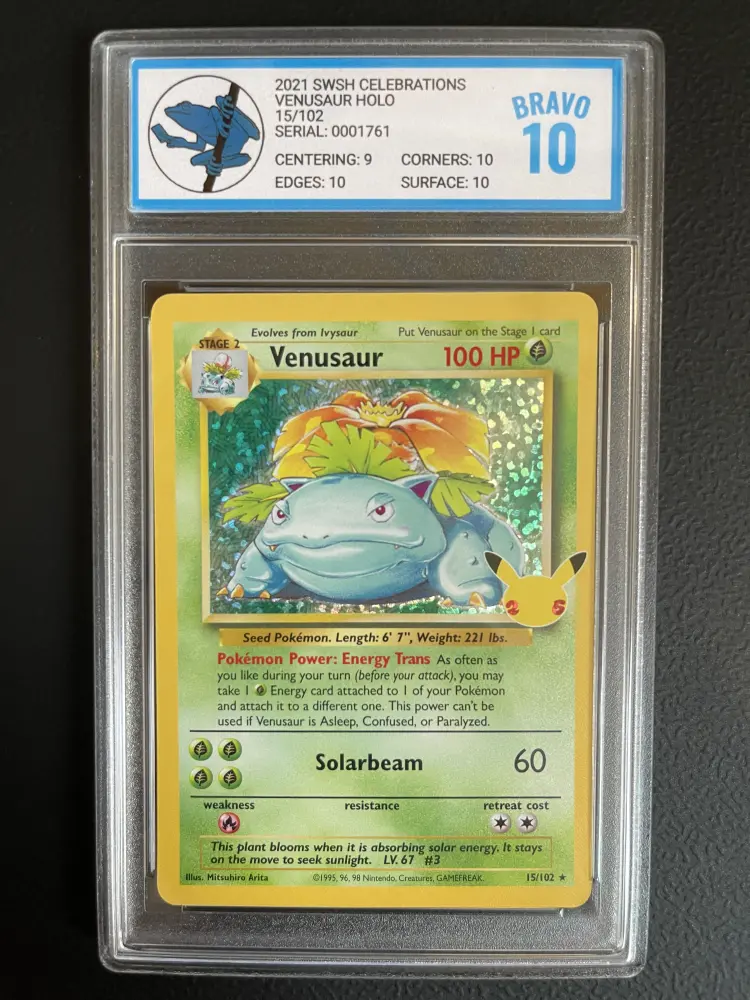 2021 SWSH CELEBRATIONS
VENUSAUR HOLO
15/102
SERIAL: 0001761
CENTERING: 9 CORNERS: 10
EDGES: 10 SURFACE: 10
BRAVO
10
Evolves from Ivysaur Put Venusaur on the Stage 1 card
STAGE 2
Venusaur 100 HP
25
Seed Pokémon. Length: 6' 7", Weight: 221 lbs.
Pokémon Power: Energy Trans As often as
you like during your turn (before your attack), you may
take 1 Energy card attached to 1 of your Pokémon
and attach it to a different one. This power can't be
used if Venusaur is Asleep, Confused, or Paralyzed.
Solarbeam 60
weakness resistance retreat cost
This plant blooms when it is absorbing solar energy. It stays
on the move to seek sunlight. LV. 67 #3
Illus. Mitsuhiro Arita ©1995, 96, 98 Nintendo, Creatures, GAMEFREAK. 15/102 ★